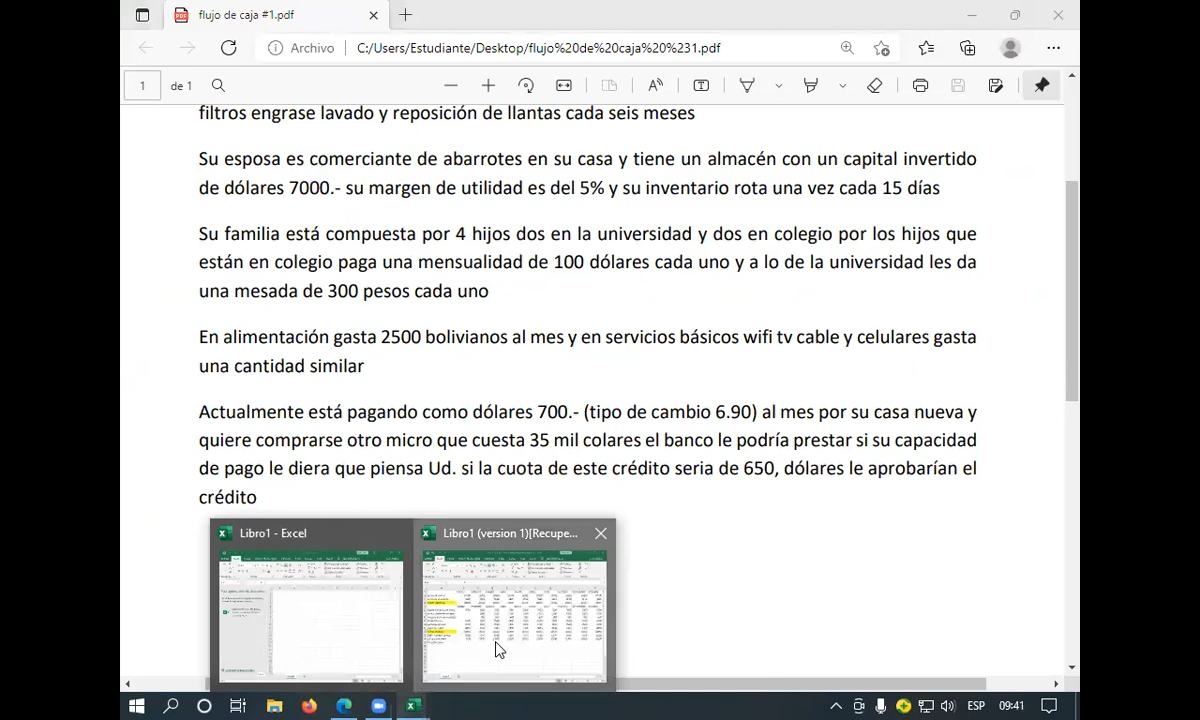 flujo de caja #1.pdf
Archivo
C:/Users/Estudiante/Desktop/flujo%20de%20caja%20%231.pdf
1 de 1
filtros engrase lavado y reposición de llantas cada seis meses
Su esposa es comerciante de abarrotes en su casa y tiene un almacén con un capital invertido
de dólares 7000.- su margen de utilidad es del 5% y su inventario rota una vez cada 15 días
Su familia está compuesta por 4 hijos dos en la universidad y dos en colegio por los hijos que
están en colegio paga una mensualidad de 100 dólares cada uno y a lo de la universidad les da
una mesada de 300 pesos cada uno
En alimentación gasta 2500 bolivianos al mes y en servicios básicos wifi tv cable y celulares gasta
una cantidad similar
Actualmente está pagando como dólares 700.- (tipo de cambio 6.90) al mes por su casa nueva y
quiere comprarse otro micro que cuesta 35 mil colares el banco le podría prestar si su capacidad
de pago le diera que piensa Ud. si la cuota de este crédito seria de 650, dólares le aprobarían el
crédito
Libro1 - Excel
Libro1 (version 1)[Recupe...
ESP
09:41